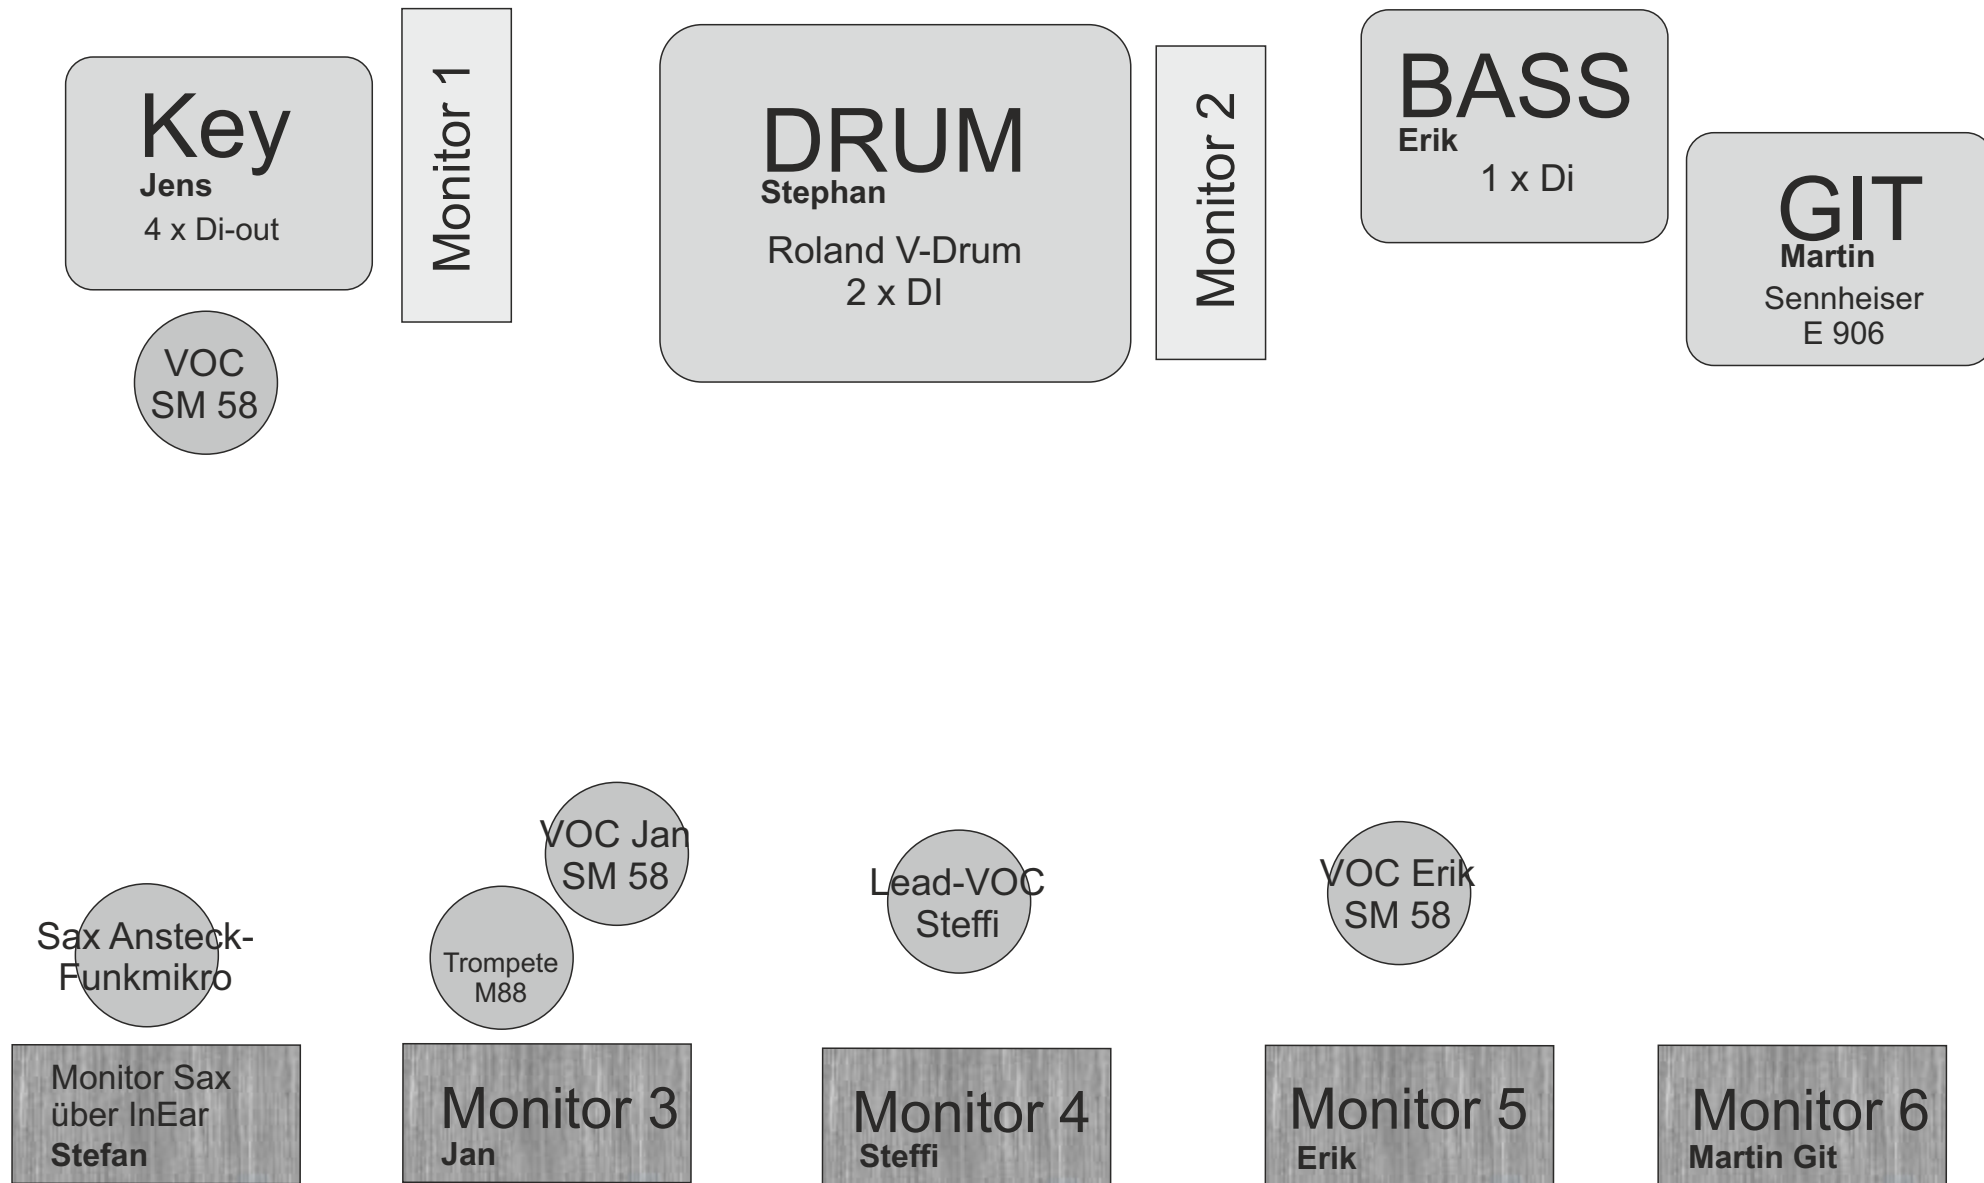 Key
Jens
4 x Di-out
Monitor 1
DRUM
Stephan
Roland V-Drum
2 x DI
Monitor 2
BASS
Erik
1 x Di
GIT
Martin
Sennheiser
E 906
VOC
SM 58
Sax Ansteck-
Funkmikro
Trompete
M88
VOC Jan
SM 58
Lead-VOC
Steffi
VOC Erik
SM 58
Monitor Sax
über InEar
Stefan
Monitor 3
Jan
Monitor 4
Steffi
Monitor 5
Erik
Monitor 6
Martin Git